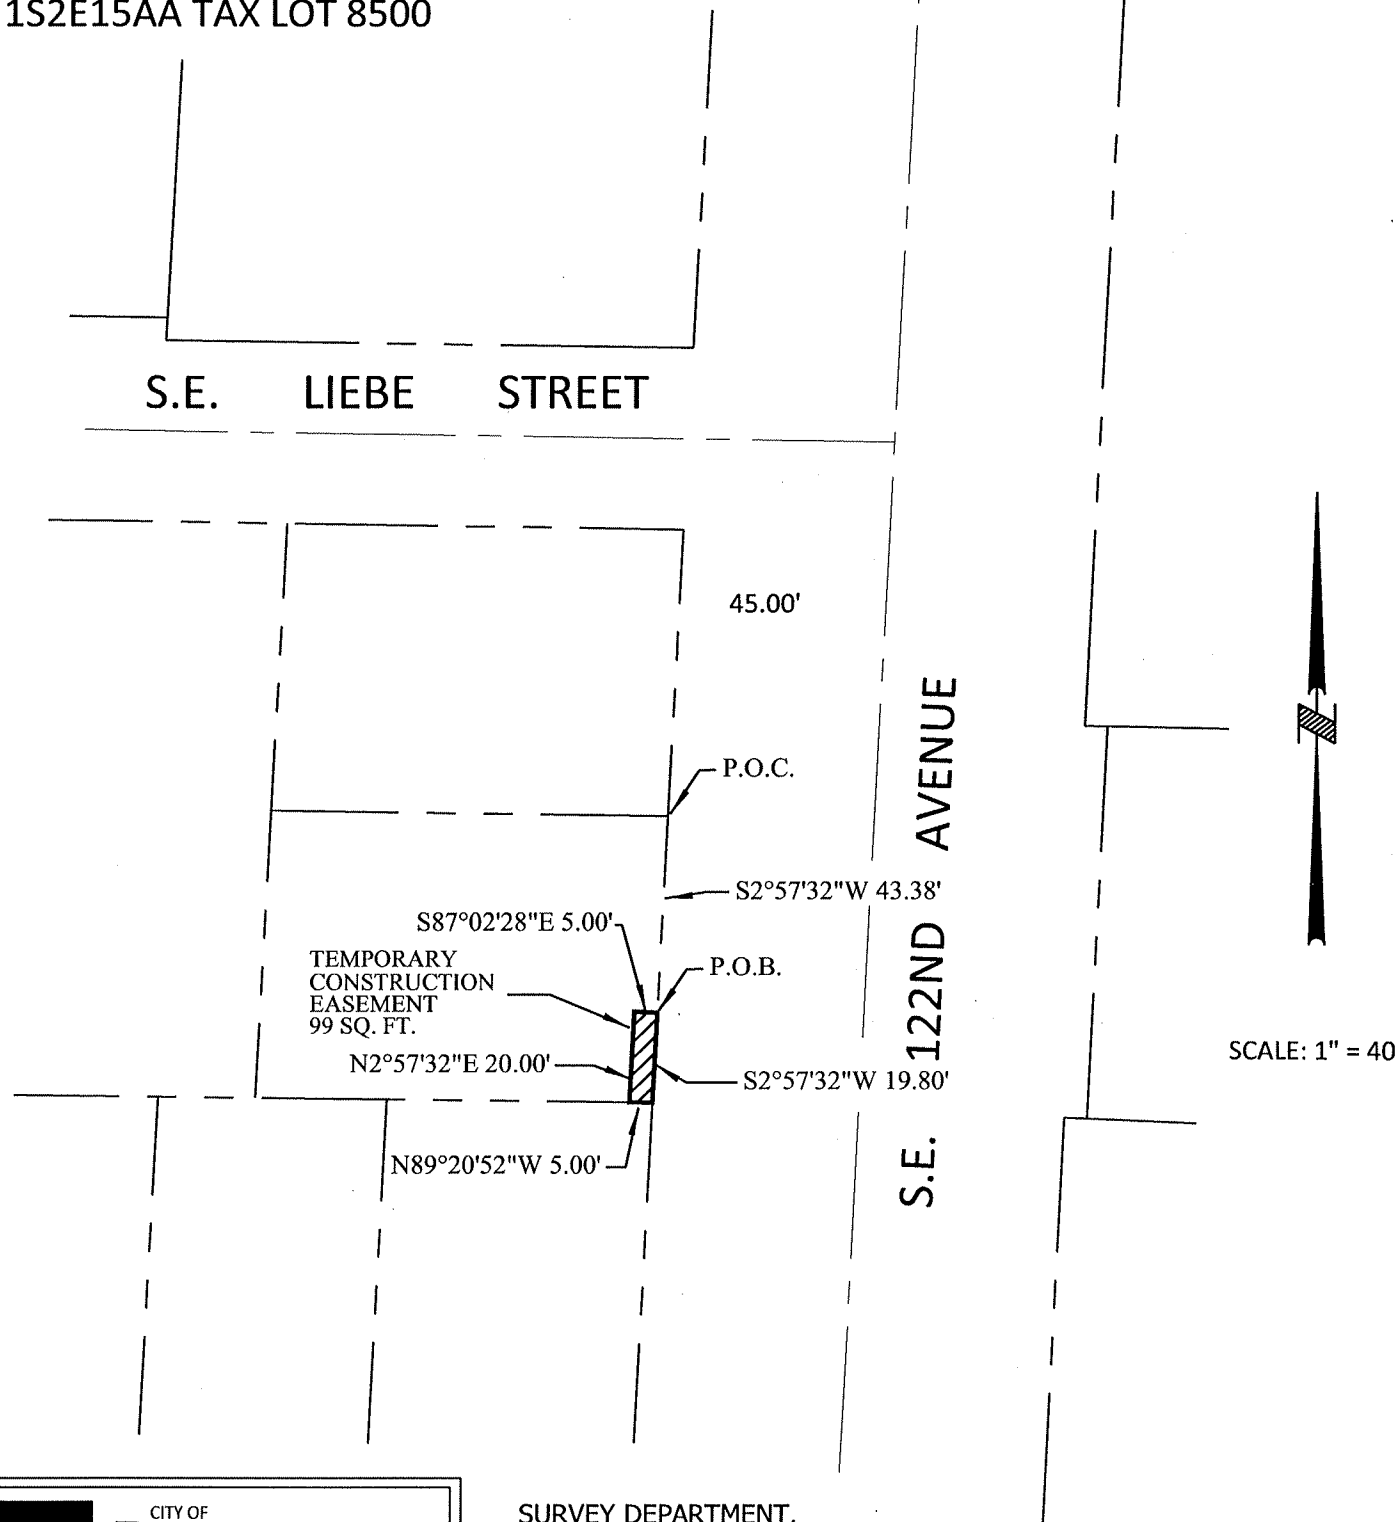 1S2E15AA TAX LOT 8500
S.E. LIEBE STREET
45.00'
P.O.C.
S2°57'32"W 43.38'
S87°02'28"E 5.00'
TEMPORARY
CONSTRUCTION
EASEMENT
99 SQ. FT.
P.O.B.
N2°57'32"E 20.00'
S2°57'32"W 19.80'
N89°20'52"W 5.00'
S.E. 122ND AVENUE
SCALE: 1" = 40
CITY OF
SURVEY DEPARTMENT.